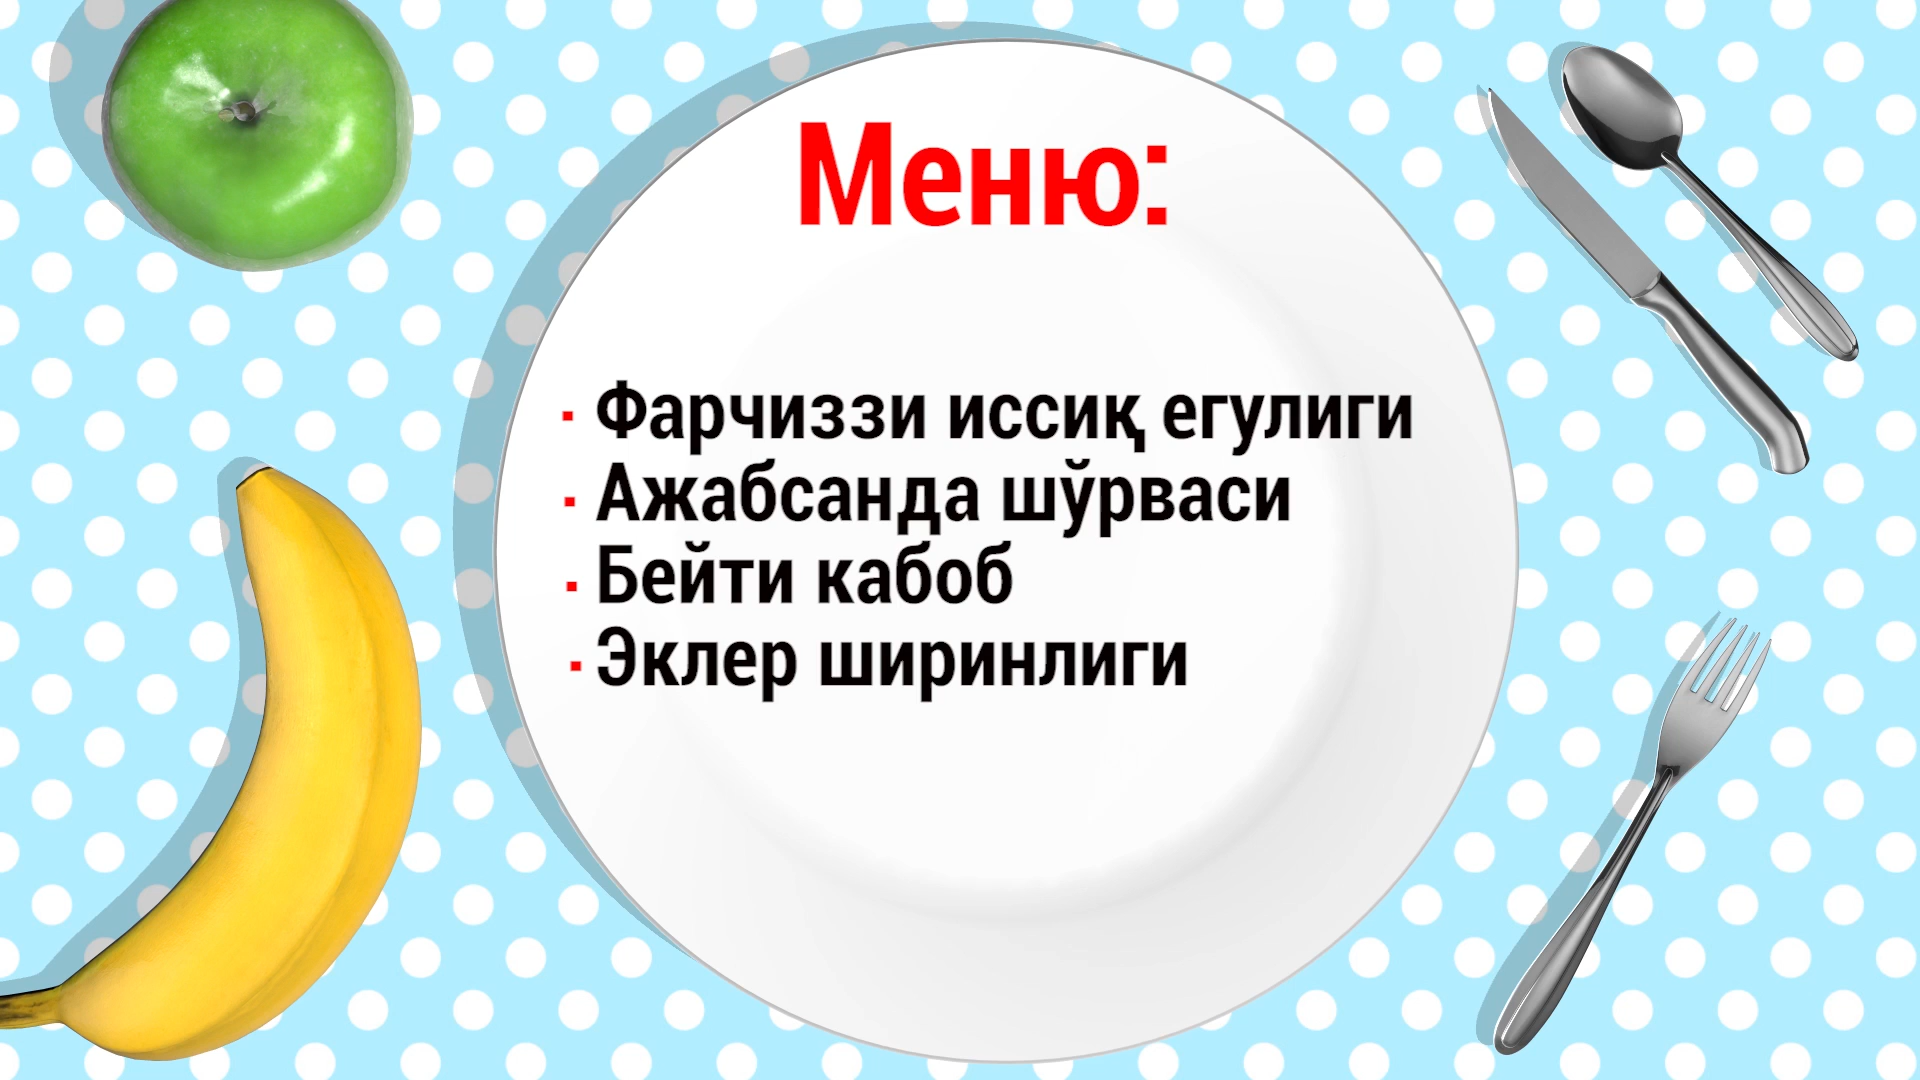 Меню:
· Фарчиззи иссиқ егулиги
· Ажабсанда шўрваси
· Бейти кабоб
· Эклер ширинлиги